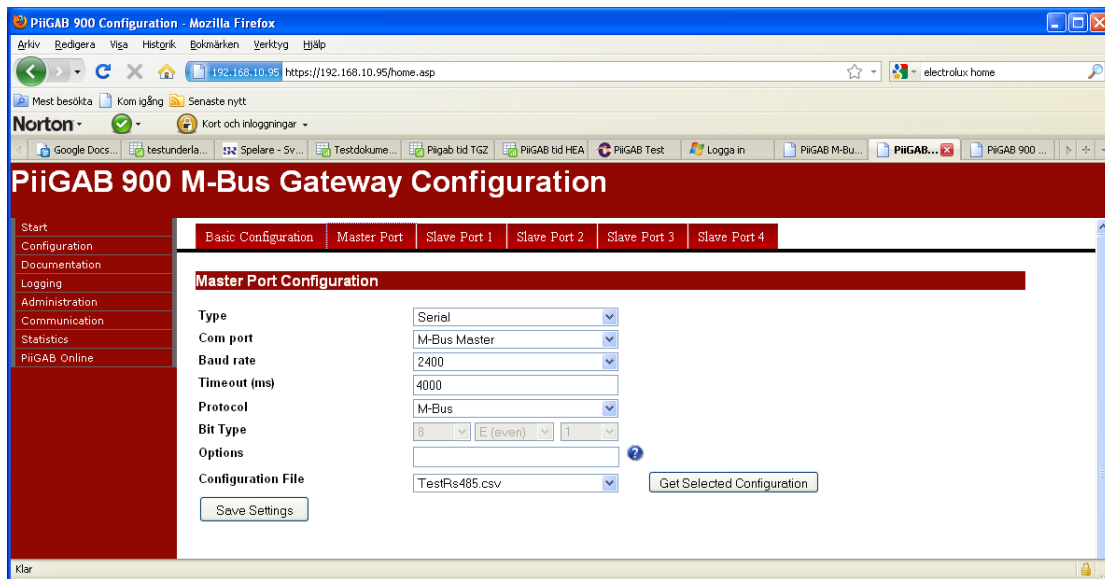 PiiGAB 900 Configuration - Mozilla Firefox
Arkiv Redigera Visa Historik Bokmärken Verktyg Hjälp
192.168.10.95 https://192.168.10.95/home.asp electrolux home
Mest besökta Kom igång Senaste nytt
Norton Kort och inloggningar
Google Docs... testunderla... Spelare - Sv... Testdokume... Piigab tid TGZ PiiGAB tid HEA PiiGAB Test Logga in PiiGAB M-Bu... PiiGAB... PiiGAB 900 ...
PiiGAB 900 M-Bus Gateway Configuration
Start
Configuration
Documentation
Logging
Administration
Communication
Statistics
PiiGAB Online
Basic Configuration Master Port Slave Port 1 Slave Port 2 Slave Port 3 Slave Port 4
Master Port Configuration
Type Serial
Com port M-Bus Master
Baud rate 2400
Timeout (ms) 4000
Protocol M-Bus
Bit Type 8 E (even) 1
Options
Configuration File TestRs485.csv Get Selected Configuration
Save Settings
Klar